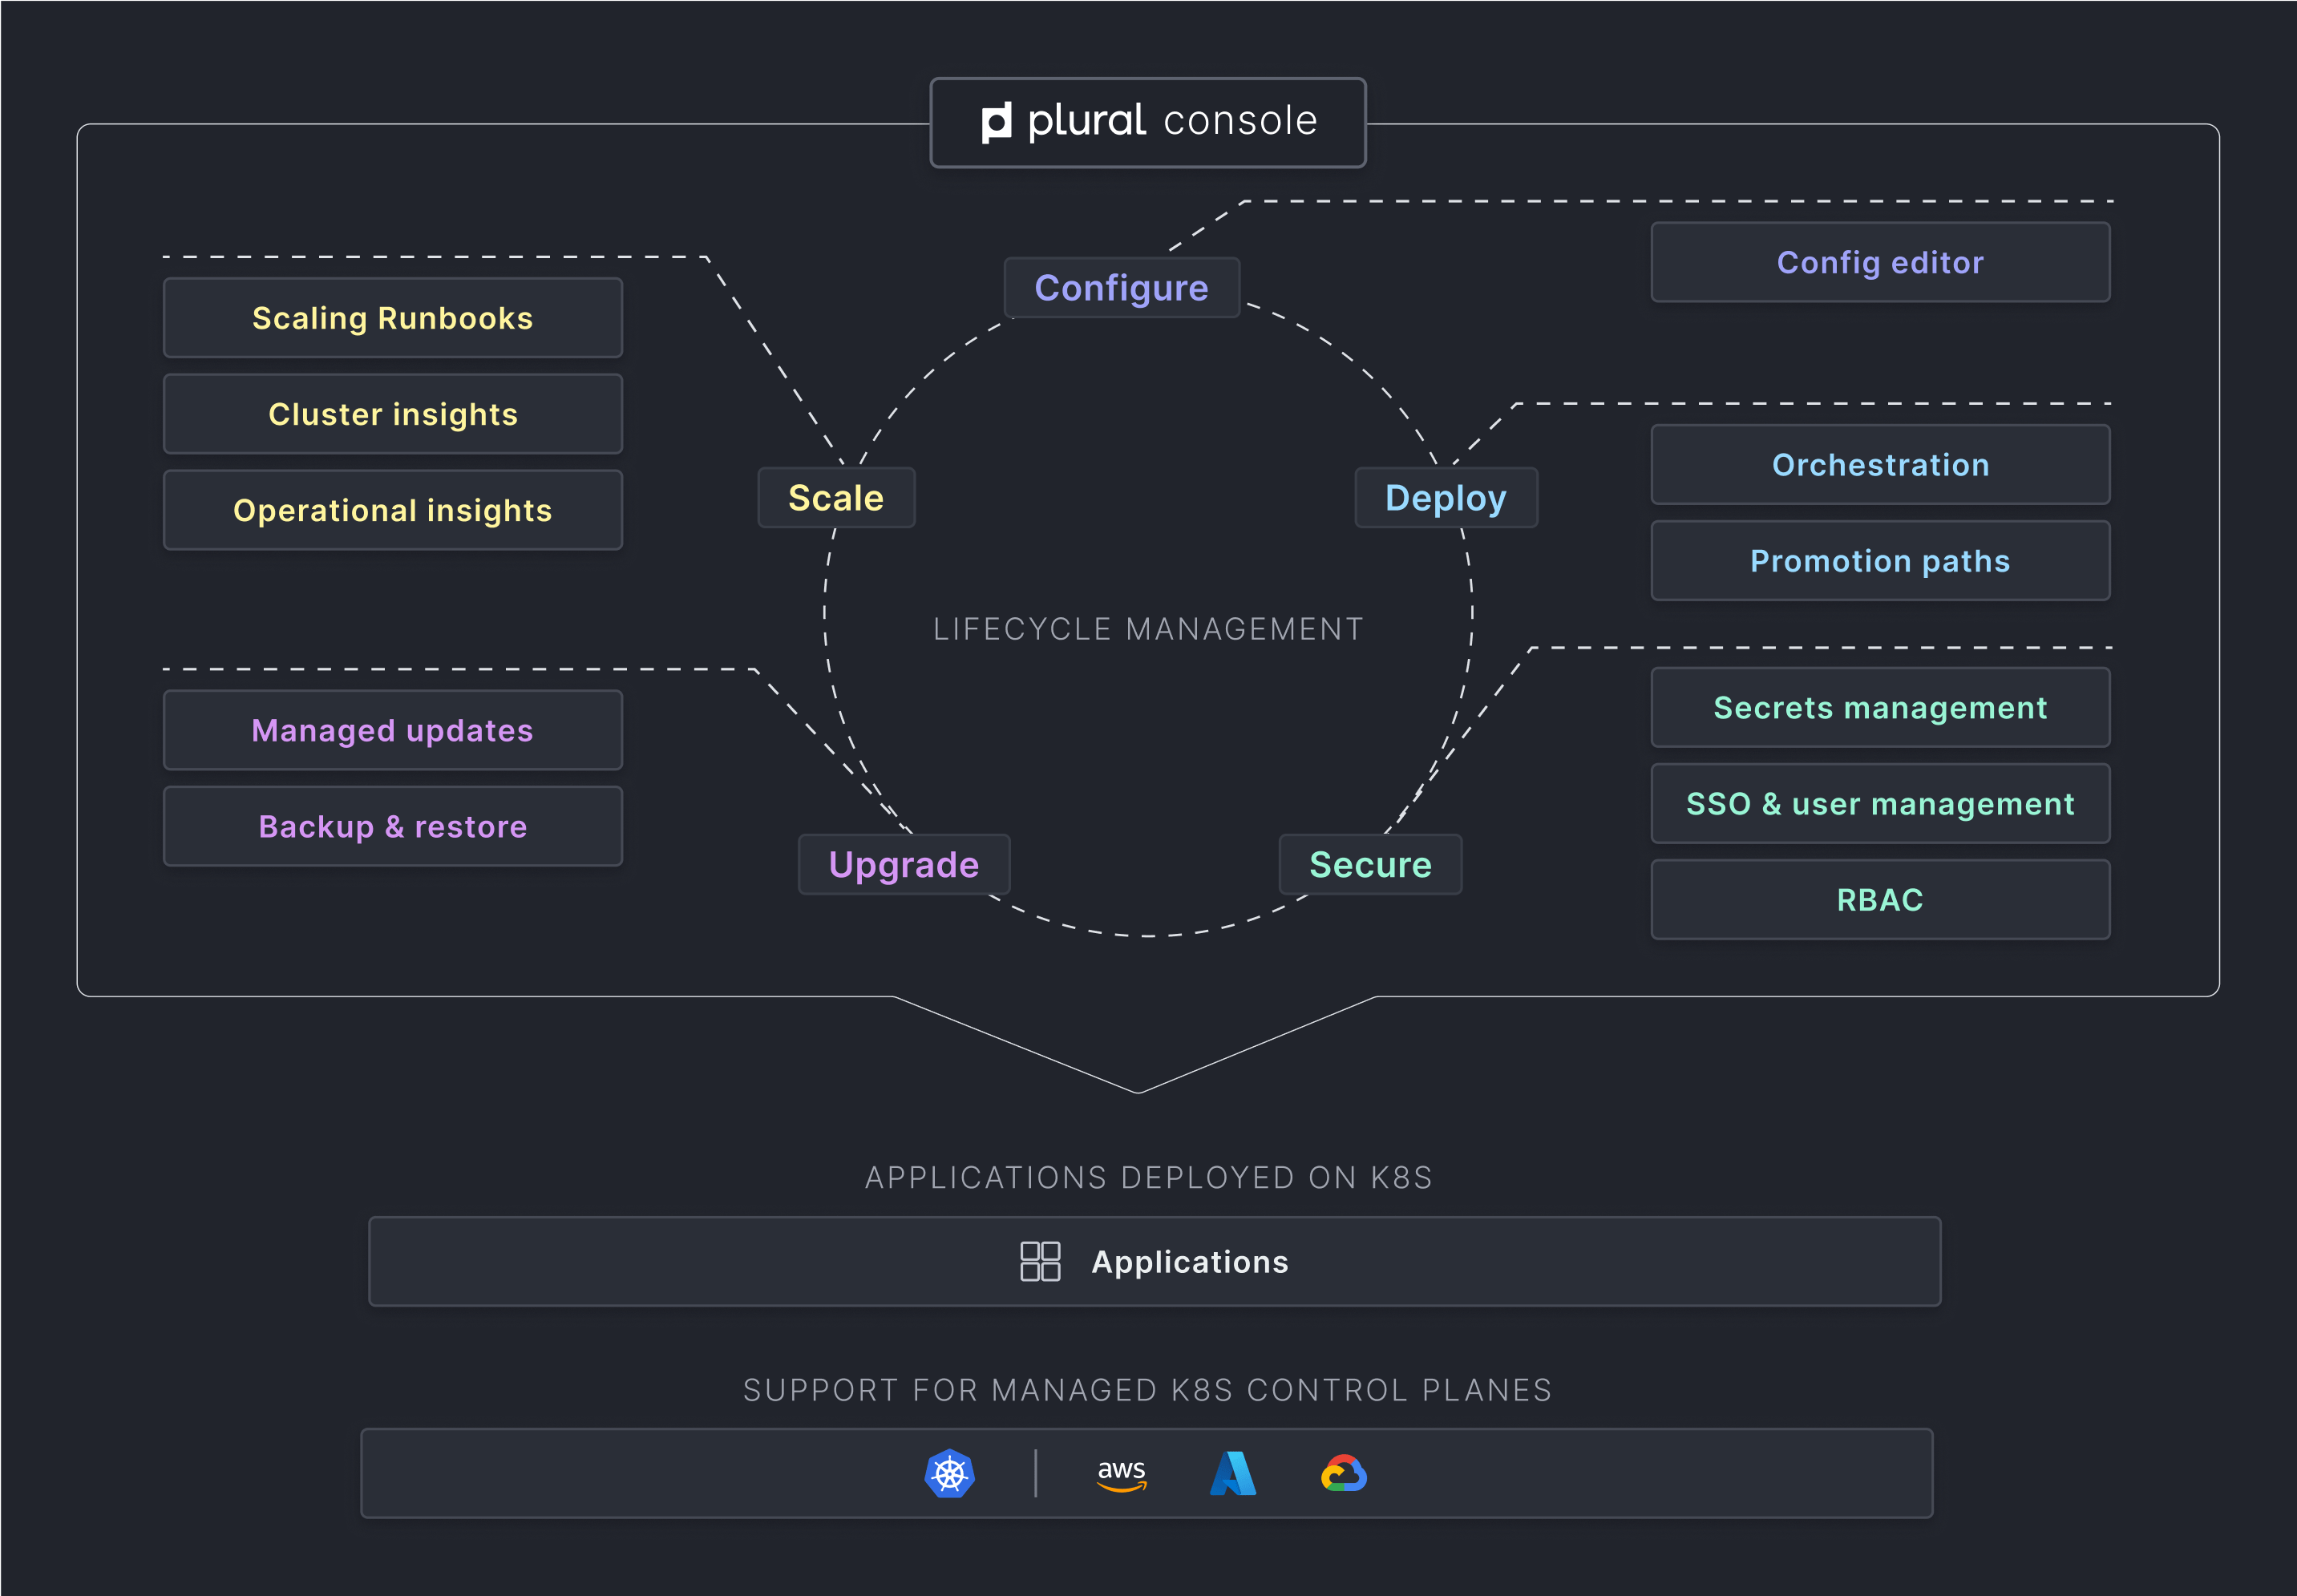 plural console
Configure
Config editor
Scaling Runbooks
Cluster insights
Operational insights
Scale
Deploy
Orchestration
Promotion paths
LIFECYCLE MANAGEMENT
Managed updates
Backup & restore
Secrets management
SSO & user management
RBAC
Upgrade
Secure
APPLICATIONS DEPLOYED ON K8S
Applications
SUPPORT FOR MANAGED K8S CONTROL PLANES
aws